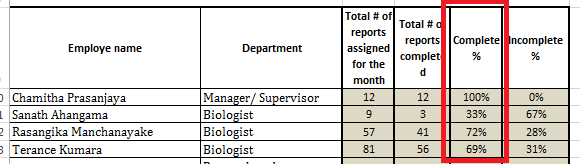 Employe name Department Total # of reports assigned for the month Total # o reports complete d Complete % Incomplete %
Chamitha Prasanjaya Manager/ Supervisor 12 12 100% 0%
Sanath Ahangama Biologist 9 3 33% 67%
Rasangika Manchanayake Biologist 57 41 72% 28%
Terance Kumara Biologist 81 56 69% 31%